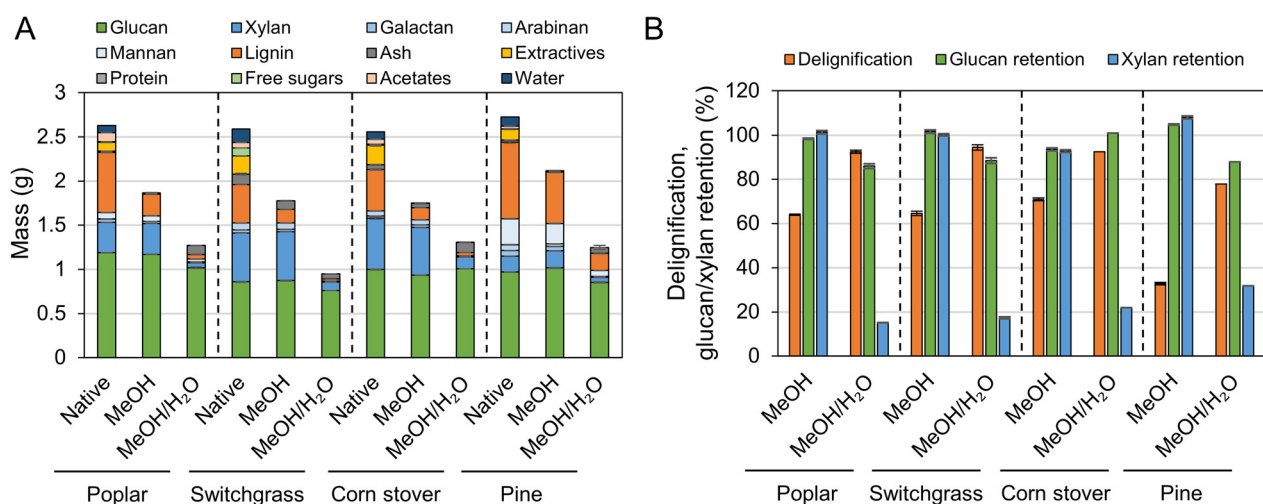 A
Glucan Xylan Galactan Arabinan
Mannan Lignin Ash Extractives
Protein Free sugars Acetates Water
Mass (g)
3
2.5
2
1.5
1
0.5
0
Native MeOH MeOH/H₂O Native MeOH MeOH/H₂O Native MeOH MeOH/H₂O Native MeOH MeOH/H₂O
Poplar Switchgrass Corn stover Pine
B
Delignification Glucan retention Xylan retention
Delignification,
glucan/xylan retention (%)
120
100
80
60
40
20
0
MeOH MeOH/H₂O MeOH MeOH/H₂O MeOH MeOH/H₂O MeOH MeOH/H₂O
Poplar Switchgrass Corn stover Pine